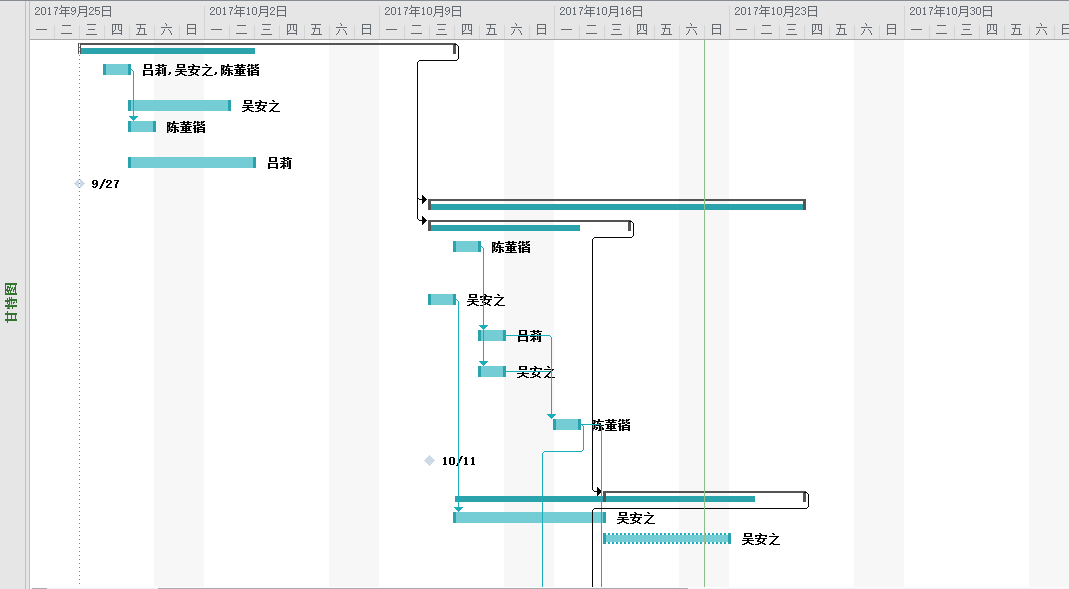 2017年9月25日 2017年10月2日 2017年10月9日 2017年10月16日 2017年10月23日 2017年10月30日
一 二 三 四 五 六 日 一 二 三 四 五 六 日 一 二 三 四 五 六 日 一 二 三 四 五 六 日 一 二 三 四 五 六 日 一 二 三 四 五 六 日
吕莉,吴安之,陈董锴
吴安之
陈董锴
吕莉
9/27
陈董锴
吴安之
吕莉
吴安之
陈董锴
10/11
吴安之
吴安之
甘特图